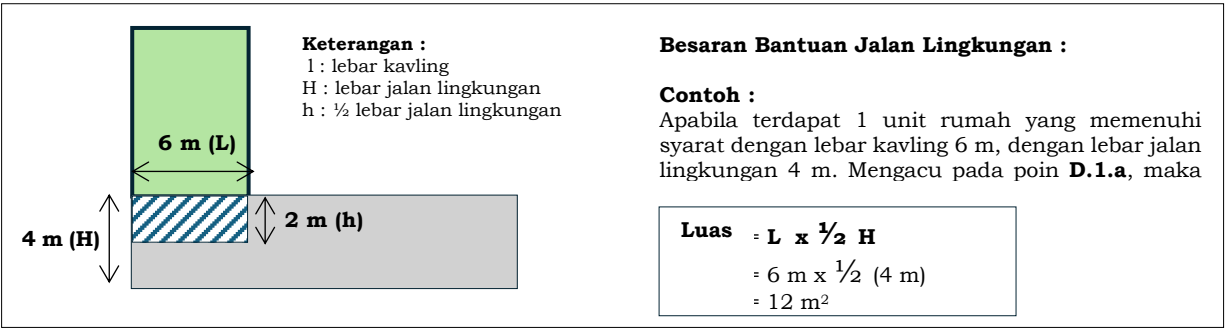 6 m (L)
4 m (H)
2 m (h)
Keterangan :
l : lebar kavling
H : lebar jalan lingkungan
h : ½ lebar jalan lingkungan
Besaran Bantuan Jalan Lingkungan :
Contoh :
Apabila terdapat 1 unit rumah yang memenuhi
syarat dengan lebar kavling 6 m, dengan lebar jalan
lingkungan 4 m. Mengacu pada poin D.1.a, maka
Luas = L x ½ H
= 6 m x ½ (4 m)
= 12 m²